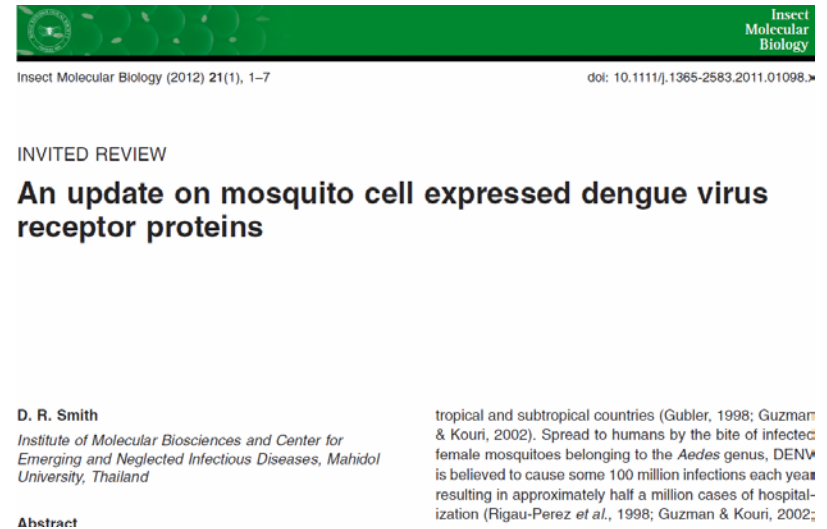 Insect
Molecular
Biology
Insect Molecular Biology (2012) 21(1), 1–7
doi: 10.1111/j.1365-2583.2011.01098.x
INVITED REVIEW
An update on mosquito cell expressed dengue virus
receptor proteins
D. R. Smith
Institute of Molecular Biosciences and Center for
Emerging and Neglected Infectious Diseases, Mahidol
University, Thailand
Abstract
tropical and subtropical countries (Gubler, 1998; Guzman
& Kouri, 2002). Spread to humans by the bite of infected
female mosquitoes belonging to the Aedes genus, DENV
is believed to cause some 100 million infections each year
resulting in approximately half a million cases of hospital-
ization (Rigau-Perez et al., 1998; Guzman & Kouri, 2002;